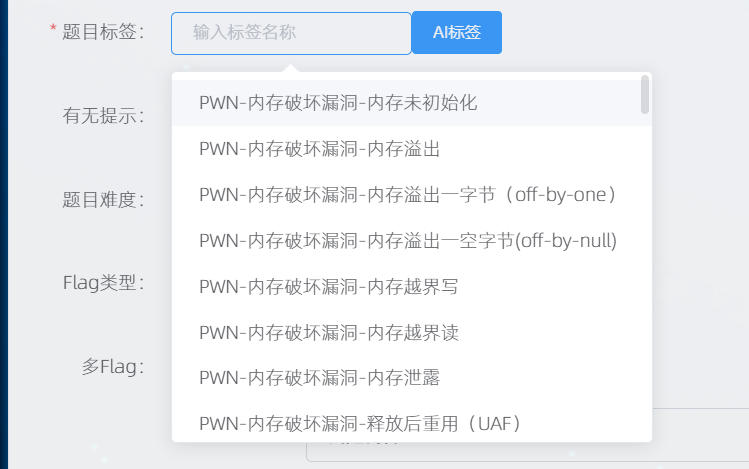 * 题目标签：
输入标签名称
AI标签
PWN-内存破坏漏洞-内存未初始化
有无提示：
PWN-内存破坏漏洞-内存溢出
题目难度：
PWN-内存破坏漏洞-内存溢出一字节（off-by-one）
PWN-内存破坏漏洞-内存溢出一空字节(off-by-null)
Flag类型：
PWN-内存破坏漏洞-内存越界写
PWN-内存破坏漏洞-内存越界读
多Flag：
PWN-内存破坏漏洞-内存泄露
PWN-内存破坏漏洞-释放后重用（UAF）